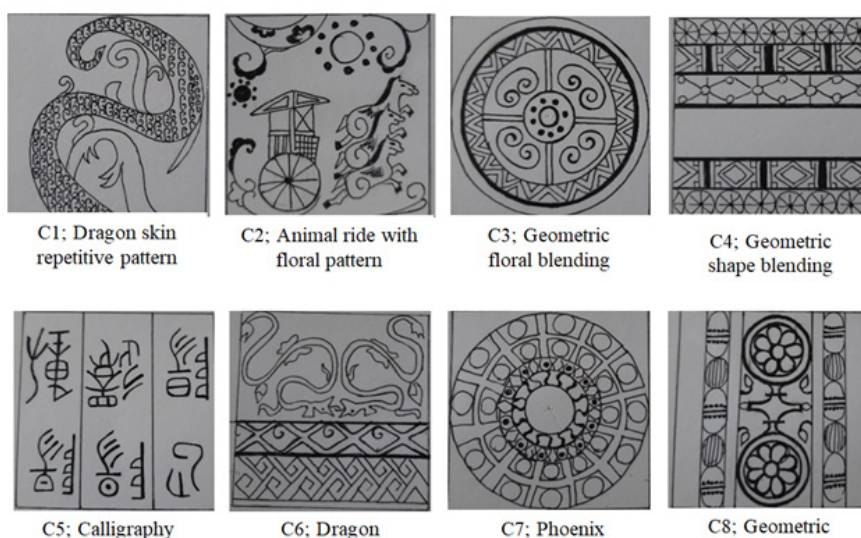 C1; Dragon skin
repetitive pattern
C2; Animal ride with
floral pattern
C3; Geometric
floral blending
C4; Geometric
shape blending
C5; Calligraphy
C6; Dragon
C7; Phoenix
C8; Geometric